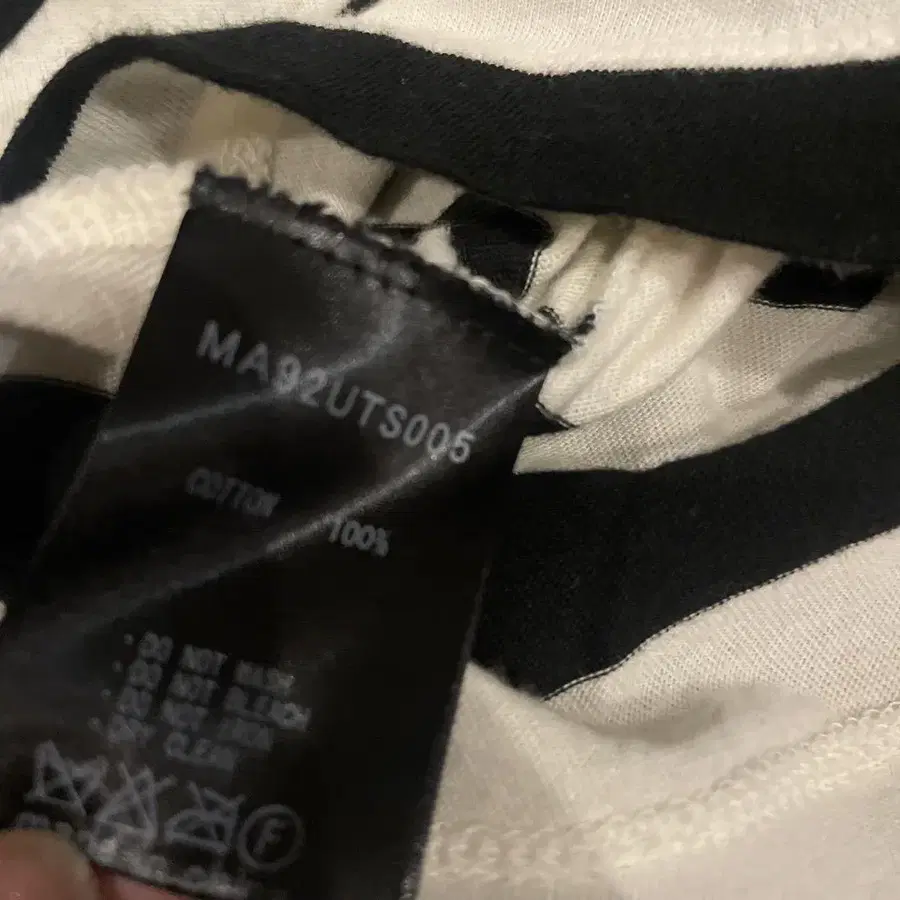 MA92UTS005
COTTON 100%
· DO NOT WASH
· DO NOT BLEACH
· DO NOT IRON
· DRY CLEAN
F